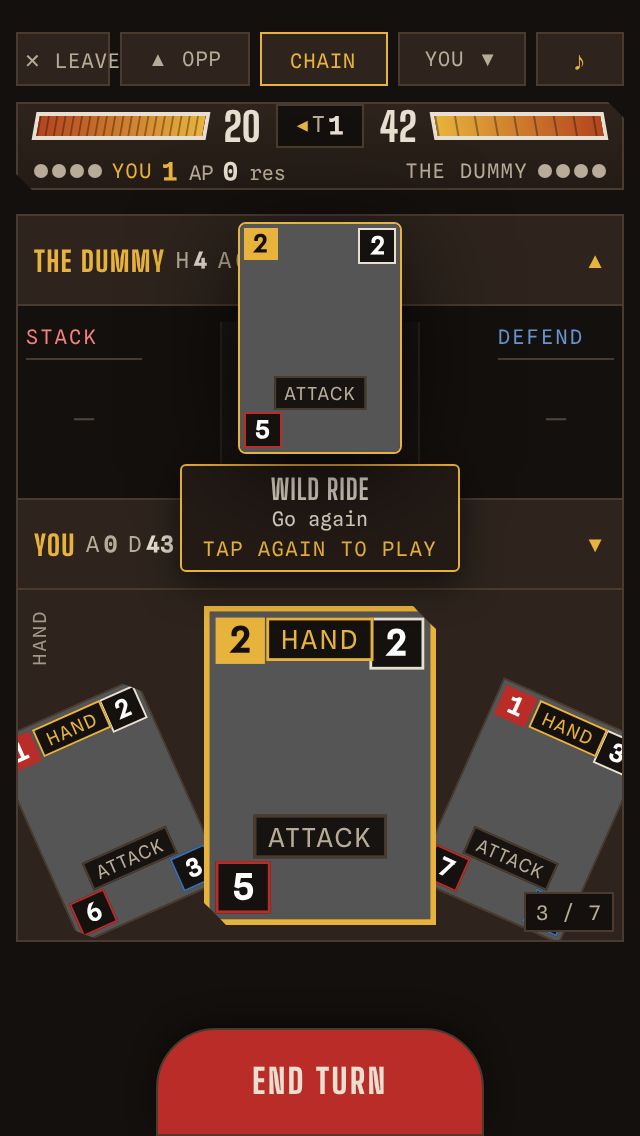 × LEAVE ▲ OPP CHAIN YOU ▼ ♪
20 ◀T1 42
YOU 1 AP 0 res THE DUMMY
THE DUMMY H4 A ▲
2 2
STACK DEFEND
ATTACK
— —
5
WILD RIDE
Go again
YOU A0 D43 TAP AGAIN TO PLAY ▼
HAND
2 HAND 2
1 HAND 2
1 HAND 3
ATTACK
ATTACK
ATTACK
3
7
6
5
3 / 7
END TURN